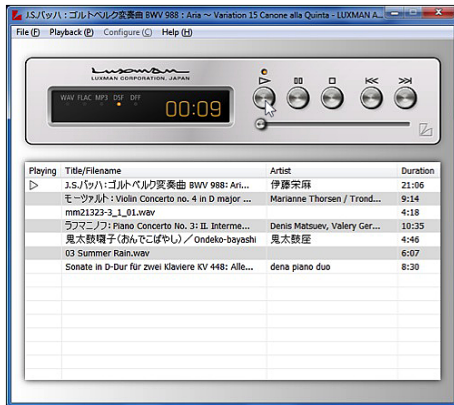 J.S.バッハ：ゴルトベルク変奏曲 BWV 988 : Aria ~ Variation 15 Canone alla Quinta - LUXMAN A...
File (F) Playback (P) Configure (C) Help (H)
Luxman
LUXMAN CORPORATION, JAPAN
WAV FLAC MP3 DSF DFF
00:09
Playing Title/Filename Artist Duration
J.S.バッハ：ゴルトベルク変奏曲 BWV 988: Ari... 伊藤栄麻 21:06
モーツァルト：Violin Concerto no. 4 in D major ... Marianne Thorsen / Trond... 9:14
mm21323-3_1_01.wav 4:18
ラフマニノフ：Piano Concerto No. 3: II. Interme... Denis Matsuev, Valery Ger... 10:35
鬼太鼓囃子(おんでこばやし)／Ondeko-bayashi 鬼太鼓座 4:46
03 Summer Rain.wav 6:07
Sonate in D-Dur für zwei Klaviere KV 448: Alle... dena piano duo 8:30